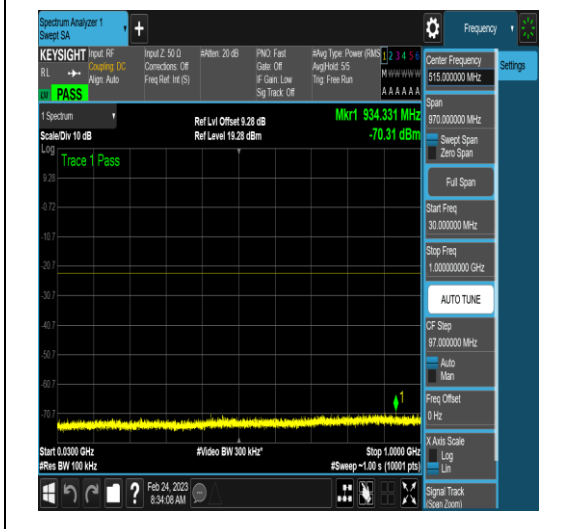 Spectrum Analyzer 1
Swept SA
+
Frequency
KEYSIGHT
RL
PASS
Input: RF
Coupling: DC
Align: Auto
Input Z: 50 Ω
Corrections: Off
Freq Ref: Int (S)
#Atten: 20 dB
PNO: Fast
Gate: Off
IF Gain: Low
Sig Track: Off
#Avg Type: Power (RMS
Avg|Hold: 5/5
Trig: Free Run
1 2 3 4 5 6
M W W W W W
A A A A A A
1 Spectrum
Scale/Div 10 dB
Ref Lvl Offset 9.28 dB
Ref Level 19.28 dBm
Mkr1 934.331 MHz
-70.31 dBm
Log
Trace 1 Pass
9.28
-0.72
-10.7
-20.7
-30.7
-40.7
-50.7
-60.7
-70.7
1
Start 0.0300 GHz
#Res BW 100 kHz
#Video BW 300 kHz*
Stop 1.0000 GHz
#Sweep ~1.00 s (10001 pts)
?
Feb 24, 2023
8:34:08 AM
Center Frequency
515.000000 MHz
Settings
Span
970.000000 MHz
Swept Span
Zero Span
Full Span
Start Freq
30.000000 MHz
Stop Freq
1.000000000 GHz
AUTO TUNE
CF Step
97.000000 MHz
Auto
Man
Freq Offset
0 Hz
X Axis Scale
Log
Lin
Signal Track
(Span Zoom)